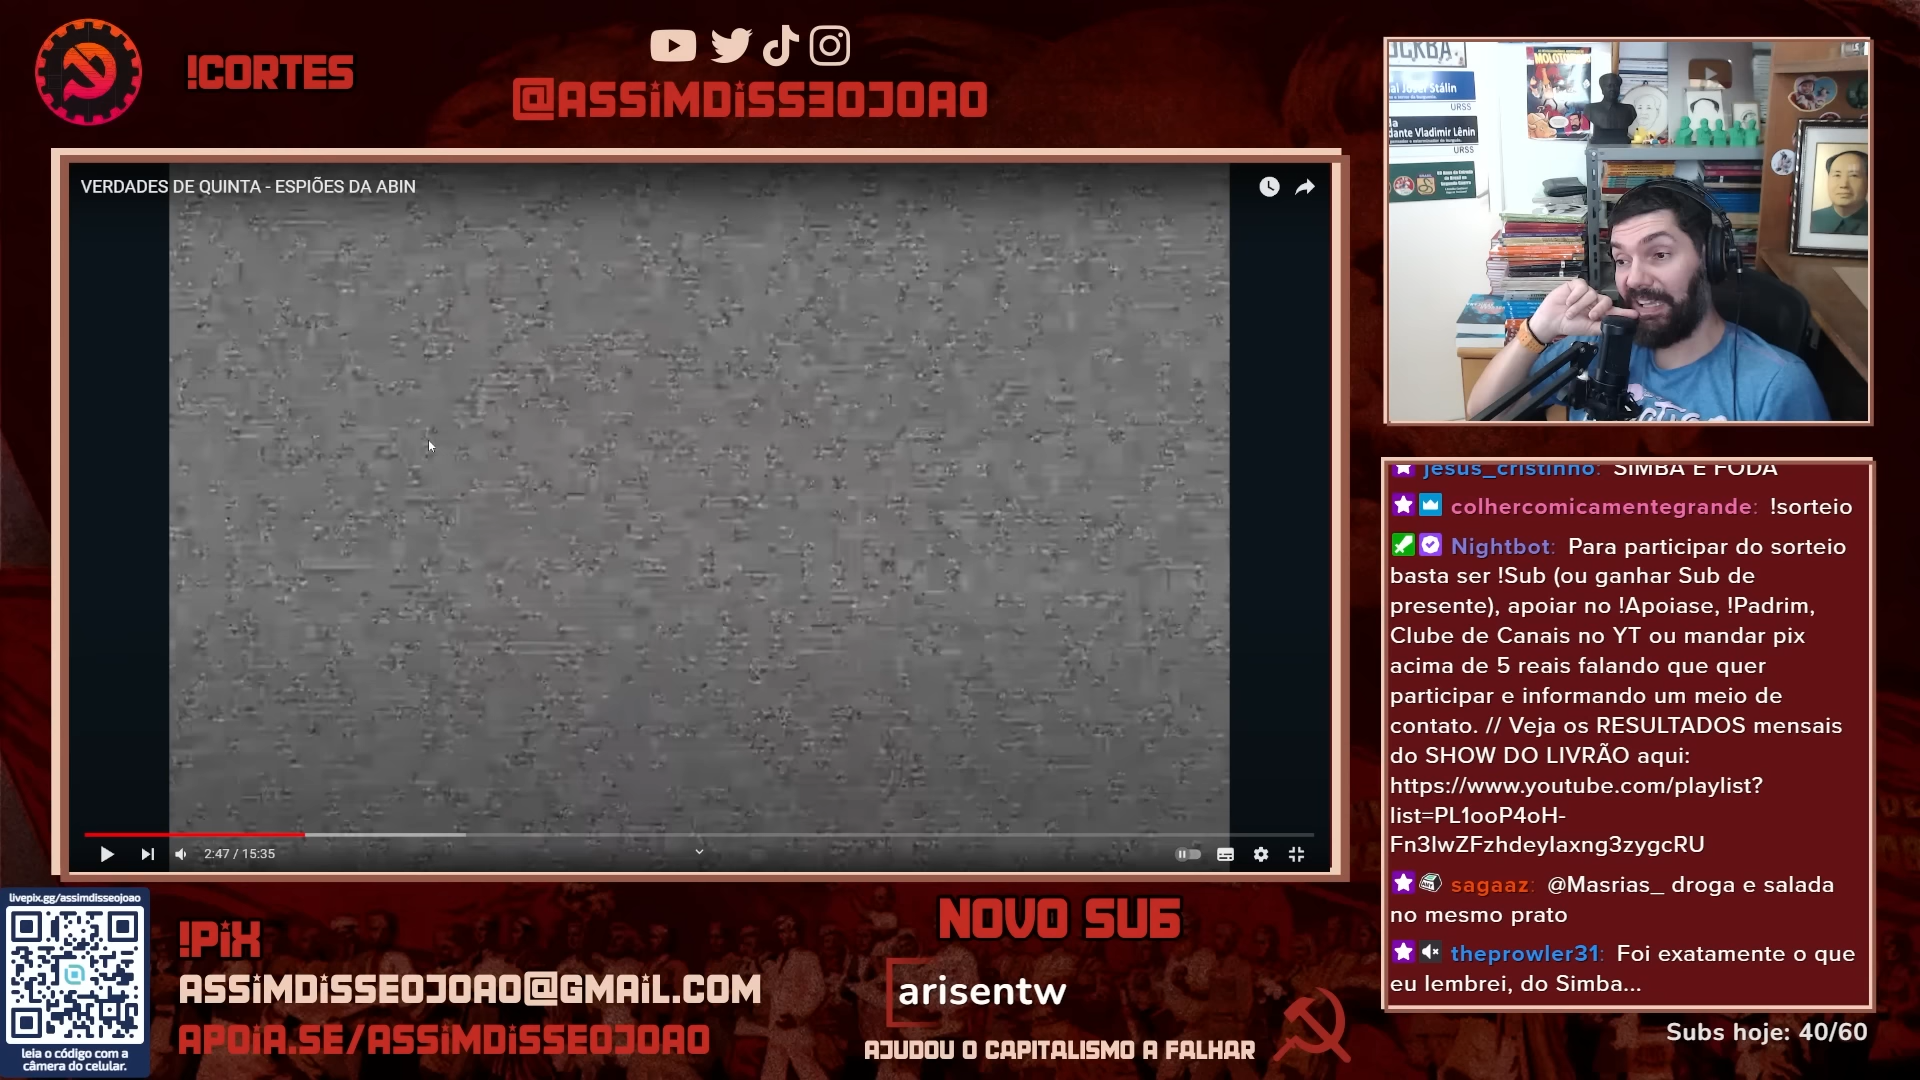 !CORTES
@ASSIMDISSEOJOAO
VERDADES DE QUINTA - ESPIÕES DA ABIN
2:47 / 15:35
MOLOTOV
al Josef Stálin
URSS
dante Vladimir Lênin
URSS
jesus_cristinho: SIMBA É FODA
colhercomicamentegrande: !sorteio
Nightbot: Para participar do sorteio
basta ser !Sub (ou ganhar Sub de
presente), apoiar no !Apoiase, !Padrim,
Clube de Canais no YT ou mandar pix
acima de 5 reais falando que quer
participar e informando um meio de
contato. // Veja os RESULTADOS mensais
do SHOW DO LIVRÃO aqui:
https://www.youtube.com/playlist?
list=PL1ooP4oH-
Fn3lwZFzhdeylaxng3zygcRU
sagaaz: @Masrias_ droga e salada
no mesmo prato
theprowler31: Foi exatamente o que
eu lembrei, do Simba...
Subs hoje: 40/60
livepix.gg/assimdisseojoao
leia o código com a
câmera do celular.
!PIX
ASSIMDISSEOJOAO@GMAIL.COM
APOIA.SE/ASSIMDISSEOJOAO
NOVO SUB
arisentw
AJUDOU O CAPITALISMO A FALHAR